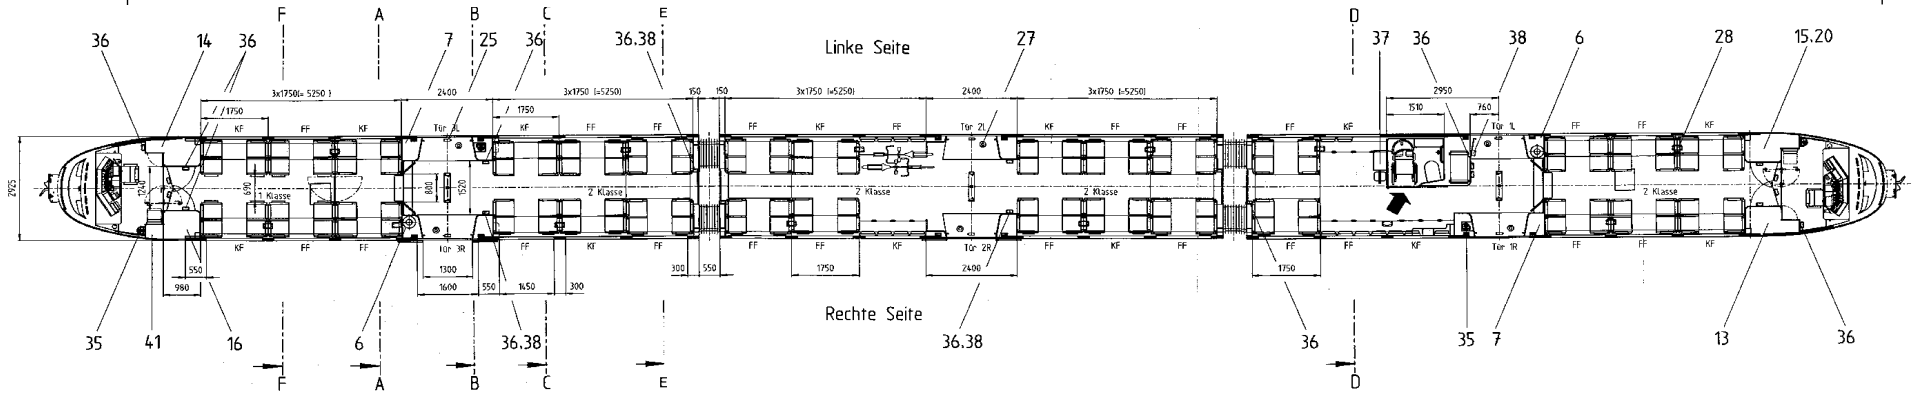 F A B C E D
36 14 36 7 25 36 36.38 Linke Seite 27 37 36 38 6 28 15.20
3x1750(= 5250 ) 2400 3x1750 (=5250) 150 150 3x1750 (=5250) 2400 3x1750 (=5250) 2950
1750 1750 1510 760
KF FF KF Tür 3L KF FF FF KF FF FF Tür 2L KF FF FF FF KF Tür 1L FF FF KF
2925 1240 690 800 1520
1 Klasse 2 Klasse 2 Klasse 2 Klasse 2 Klasse
KF FF FF Tür 3R FF KF FF FF KF FF Tür 2R FF KF FF FF FF KF Tür 1R FF FF KF
550 1300 300 550 1750 2400 1750
980 1600 550 1450 300
Rechte Seite
35 41 16 6 36.38 36.38 36 35 7 13 36
F A B C E D